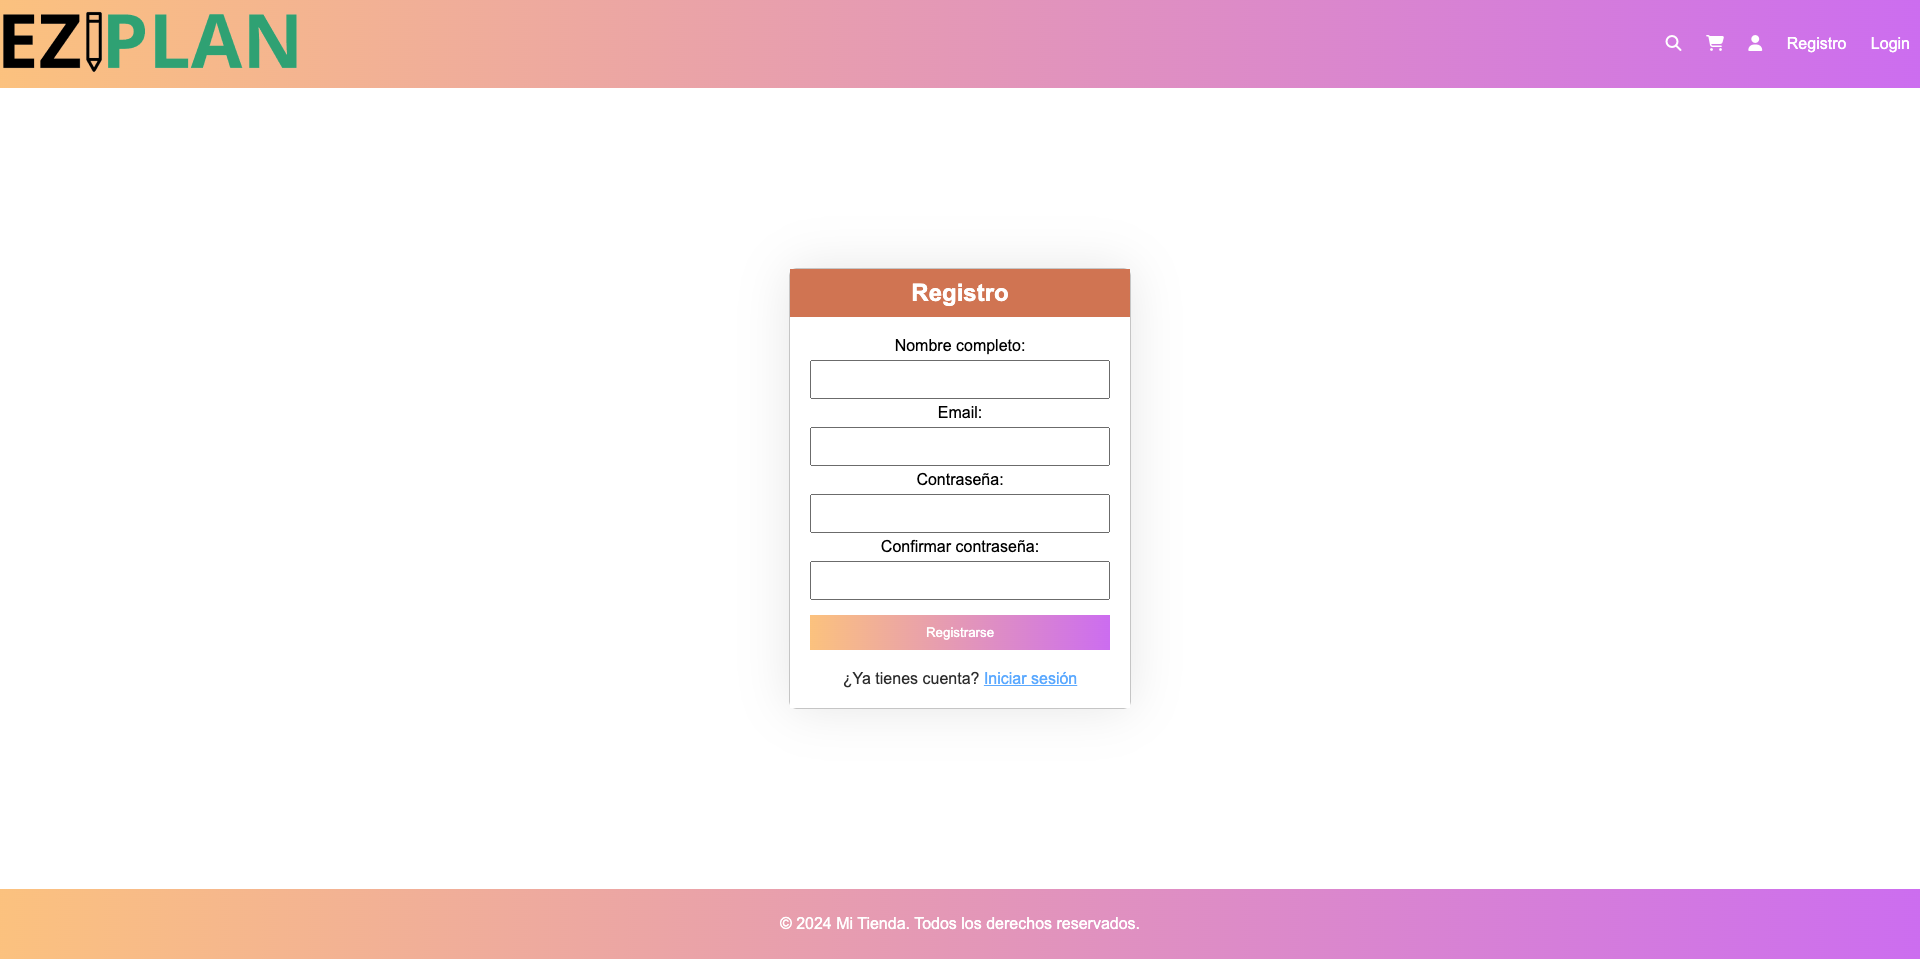 EZIPLAN
Registro Login
Registro
Nombre completo:
Email:
Contraseña:
Confirmar contraseña:
Registrarse
¿Ya tienes cuenta? Iniciar sesión
© 2024 Mi Tienda. Todos los derechos reservados.